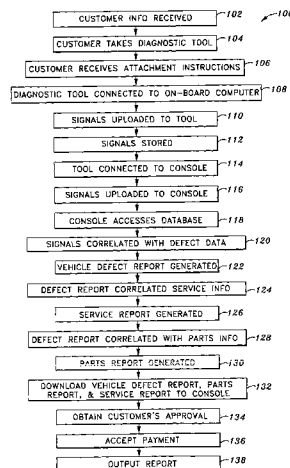 100
CUSTOMER INFO RECEIVED 102
CUSTOMER TAKES DIAGNOSTIC TOOL 104
CUSTOMER RECEIVES ATTACHMENT INSTRUCTIONS 106
DIAGNOSTIC TOOL CONNECTED TO ON-BOARD COMPUTER 108
SIGNALS UPLOADED TO TOOL 110
SIGNALS STORED 112
TOOL CONNECTED TO CONSOLE 114
SIGNALS UPLOADED TO CONSOLE 116
CONSOLE ACCESSES DATABASE 118
SIGNALS CORRELATED WITH DEFECT DATA 120
VEHICLE DEFECT REPORT GENERATED 122
DEFECT REPORT CORRELATED SERVICE INFO 124
SERVICE REPORT GENERATED 126
DEFECT REPORT CORRELATED WITH PARTS INFO 128
PARTS REPORT GENERATED 130
DOWNLOAD VEHICLE DEFECT REPORT, PARTS
REPORT, & SERVICE REPORT TO CONSOLE 132
OBTAIN CUSTOMER'S APPROVAL 134
ACCEPT PAYMENT 136
OUTPUT REPORT 138